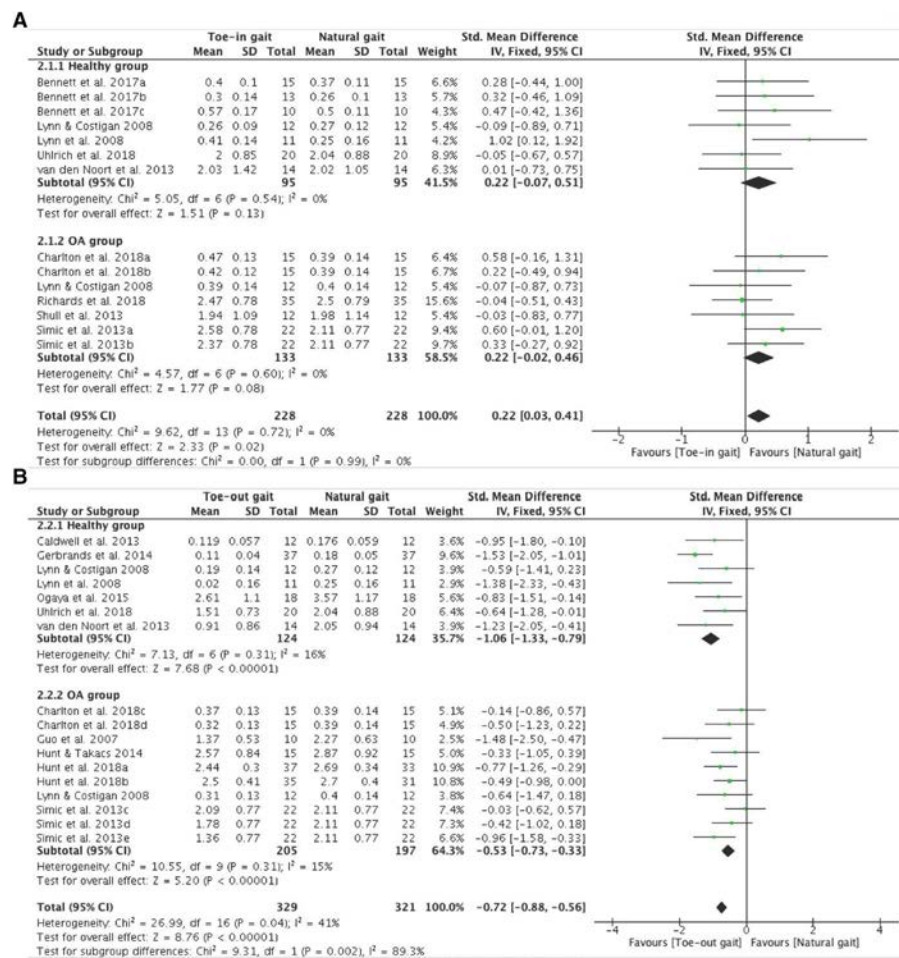 A
Toe-in gait Natural gait Std. Mean Difference Std. Mean Difference
Study or Subgroup Mean SD Total Mean SD Total Weight IV, Fixed, 95% CI IV, Fixed, 95% CI
2.1.1 Healthy group
Bennett et al. 2017a 0.4 0.1 15 0.37 0.11 15 6.6% 0.28 [-0.44, 1.00]
Bennett et al. 2017b 0.3 0.14 13 0.26 0.1 13 5.7% 0.32 [-0.46, 1.09]
Bennett et al. 2017c 0.57 0.17 10 0.5 0.11 10 4.3% 0.47 [-0.42, 1.36]
Lynn & Costigan 2008 0.26 0.09 12 0.27 0.12 12 5.3% -0.09 [-0.89, 0.71]
Lynn et al. 2008 0.41 0.14 11 0.25 0.16 11 4.2% 1.02 [0.12, 1.92]
Uhlrich et al. 2018 2 0.85 20 2.04 0.88 20 8.9% -0.05 [-0.67, 0.57]
van den Noort et al. 2013 2.03 1.42 14 2.02 1.05 14 6.2% 0.01 [-0.73, 0.75]
Subtotal (95% CI) 95 95 41.5% 0.22 [-0.07, 0.51]
Heterogeneity: Chi² = 5.05, df = 6 (P = 0.54); I² = 0%
Test for overall effect: Z = 1.51 (P = 0.13)
2.1.2 OA group
Charlton et al. 2018a 0.47 0.13 15 0.39 0.14 15 6.4% 0.58 [-0.16, 1.31]
Charlton et al. 2018b 0.42 0.12 15 0.39 0.14 15 6.7% 0.22 [-0.49, 0.94]
Lynn & Costigan 2008 0.39 0.14 12 0.4 0.14 12 5.3% -0.07 [-0.87, 0.73]
Richards et al. 2018 2.47 0.78 35 2.5 0.79 35 15.6% -0.04 [-0.51, 0.43]
Shull et al. 2013 1.94 1.09 12 1.98 1.14 12 5.3% -0.03 [-0.83, 0.77]
Simic et al. 2013a 2.58 0.78 22 2.11 0.77 22 9.4% 0.60 [-0.01, 1.20]
Simic et al. 2013b 2.37 0.78 22 2.11 0.77 22 9.7% 0.33 [-0.27, 0.92]
Subtotal (95% CI) 133 133 58.5% 0.22 [-0.02, 0.46]
Heterogeneity: Chi² = 4.57, df = 6 (P = 0.60); I² = 0%
Test for overall effect: Z = 1.77 (P = 0.08)
Total (95% CI) 228 228 100.0% 0.22 [0.03, 0.41]
Heterogeneity: Chi² = 9.62, df = 13 (P = 0.72); I² = 0%
Test for overall effect: Z = 2.33 (P = 0.02)
Test for subgroup differences: Chi² = 0.00, df = 1 (P = 0.99), I² = 0%
-2 -1 0 1 2
Favours [Toe-in gait] Favours [Natural gait]
B
Toe-out gait Natural gait Std. Mean Difference Std. Mean Difference
Study or Subgroup Mean SD Total Mean SD Total Weight IV, Fixed, 95% CI IV, Fixed, 95% CI
2.2.1 Healthy group
Caldwell et al. 2013 0.119 0.057 12 0.176 0.059 12 3.6% -0.95 [-1.80, -0.10]
Gerbrands et al. 2014 0.11 0.04 37 0.18 0.05 37 9.6% -1.53 [-2.05, -1.01]
Lynn & Costigan 2008 0.19 0.14 12 0.27 0.12 12 3.9% -0.59 [-1.41, 0.23]
Lynn et al. 2008 0.02 0.16 11 0.25 0.16 11 2.9% -1.38 [-2.33, -0.43]
Ogaya et al. 2015 2.61 1.1 18 3.57 1.17 18 5.4% -0.83 [-1.51, -0.14]
Uhlrich et al. 2018 1.51 0.73 20 2.04 0.88 20 6.4% -0.64 [-1.28, -0.01]
van den Noort et al. 2013 0.91 0.86 14 2.05 0.94 14 3.9% -1.23 [-2.05, -0.41]
Subtotal (95% CI) 124 124 35.7% -1.06 [-1.33, -0.79]
Heterogeneity: Chi² = 7.13, df = 6 (P = 0.31); I² = 16%
Test for overall effect: Z = 7.68 (P < 0.00001)
2.2.2 OA group
Charlton et al. 2018c 0.37 0.13 15 0.39 0.14 15 5.1% -0.14 [-0.86, 0.57]
Charlton et al. 2018d 0.32 0.13 15 0.39 0.14 15 4.9% -0.50 [-1.23, 0.22]
Guo et al. 2007 1.37 0.53 10 2.27 0.63 10 2.5% -1.48 [-2.50, -0.47]
Hunt & Takacs 2014 2.57 0.84 15 2.87 0.92 15 5.0% -0.33 [-1.05, 0.39]
Hunt et al. 2018a 2.44 0.3 37 2.69 0.34 33 10.9% -0.77 [-1.26, -0.29]
Hunt et al. 2018b 2.5 0.41 35 2.7 0.4 31 10.8% -0.49 [-0.98, 0.00]
Lynn & Costigan 2008 0.31 0.13 12 0.4 0.14 12 3.8% -0.64 [-1.47, 0.18]
Simic et al. 2013c 2.09 0.77 22 2.11 0.77 22 7.4% -0.03 [-0.62, 0.57]
Simic et al. 2013d 1.78 0.77 22 2.11 0.77 22 7.3% -0.42 [-1.02, 0.18]
Simic et al. 2013e 1.36 0.77 22 2.11 0.77 22 6.6% -0.96 [-1.58, -0.33]
Subtotal (95% CI) 205 197 64.3% -0.53 [-0.73, -0.33]
Heterogeneity: Chi² = 10.55, df = 9 (P = 0.31); I² = 15%
Test for overall effect: Z = 5.20 (P < 0.00001)
Total (95% CI) 329 321 100.0% -0.72 [-0.88, -0.56]
Heterogeneity: Chi² = 26.99, df = 16 (P = 0.04); I² = 41%
Test for overall effect: Z = 8.76 (P < 0.00001)
Test for subgroup differences: Chi² = 9.31, df = 1 (P = 0.002), I² = 89.3%
-4 -2 0 2 4
Favours [Toe-out gait] Favours [Natural gait]